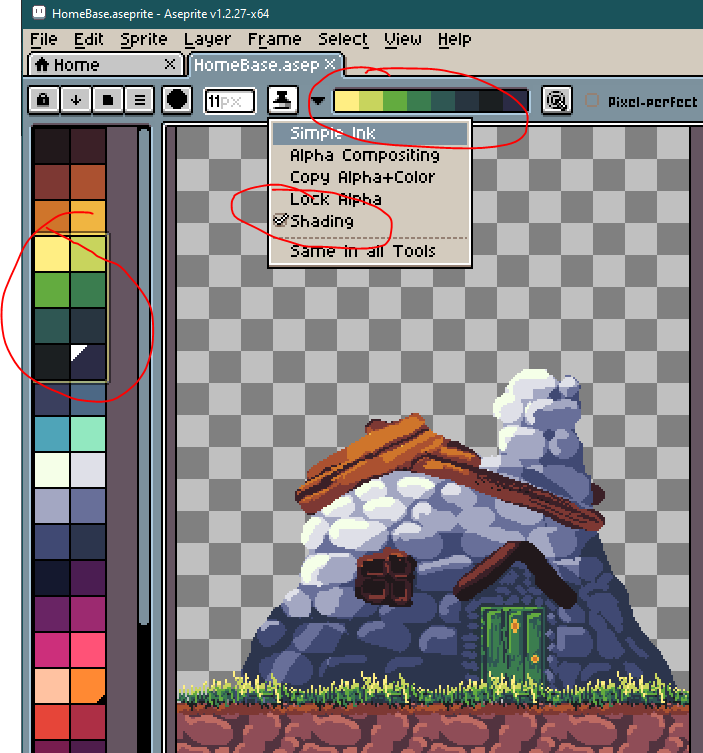 HomeBase.aseprite - Aseprite v1.2.27-x64
File Edit Sprite Layer Frame Select View Help
Home HomeBase.asep
11px Pixel-perfect
Simple Ink
Alpha Compositing
Copy Alpha+Color
Lock Alpha
Shading
Same in all Tools